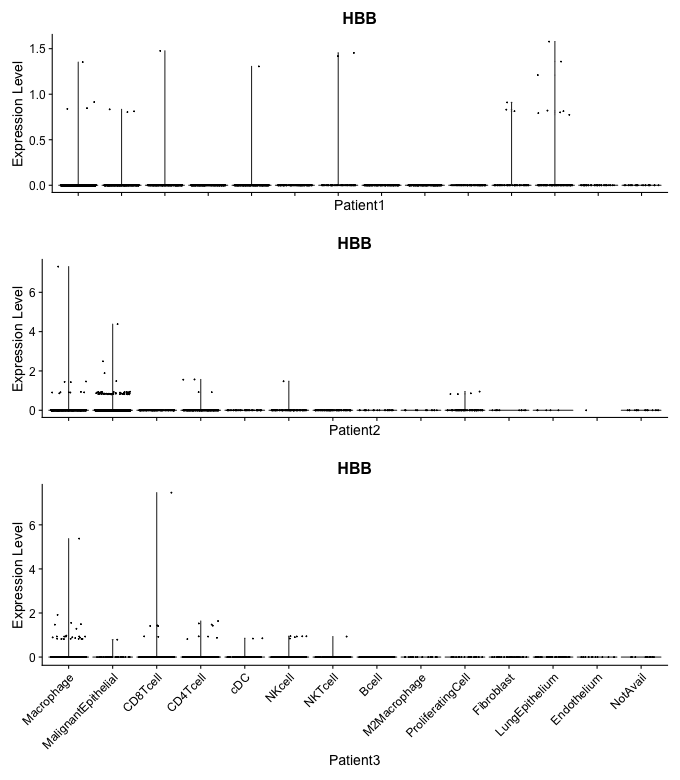 HBB
Expression Level
1.5
1.0
0.5
0.0
Patient1
HBB
Expression Level
6
4
2
0
Patient2
HBB
Expression Level
6
4
2
0
Macrophage
MalignantEpithelial
CD8Tcell
CD4Tcell
cDC
NKcell
NKTcell
Bcell
M2Macrophage
ProliferatingCell
Fibroblast
LungEpithelium
Endothelium
NotAvail
Patient3